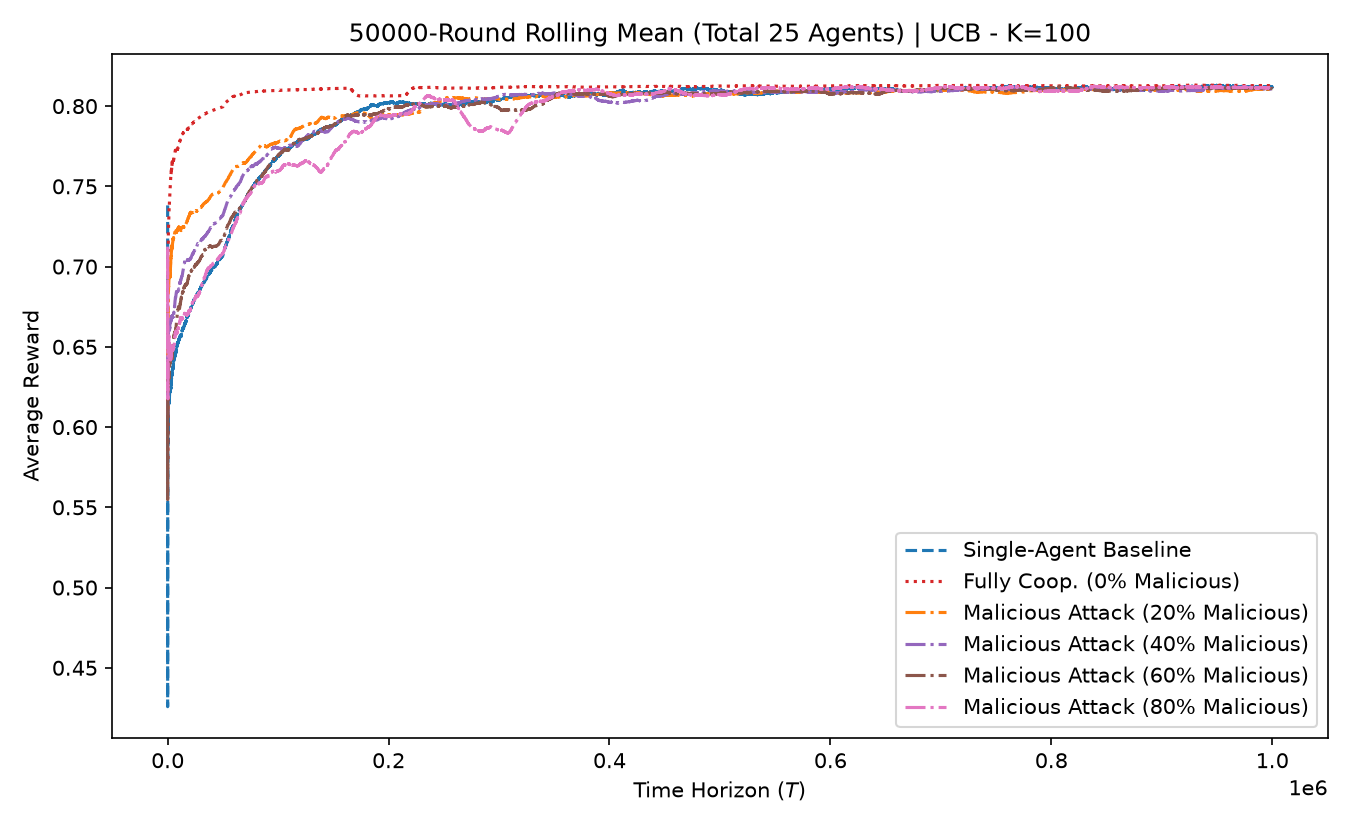 50000-Round Rolling Mean (Total 25 Agents) | UCB - K=100
Average Reward
0.80
0.75
0.70
0.65
0.60
0.55
0.50
0.45
Single-Agent Baseline
Fully Coop. (0% Malicious)
Malicious Attack (20% Malicious)
Malicious Attack (40% Malicious)
Malicious Attack (60% Malicious)
Malicious Attack (80% Malicious)
0.0 0.2 0.4 0.6 0.8 1.0
Time Horizon (T)
1e6